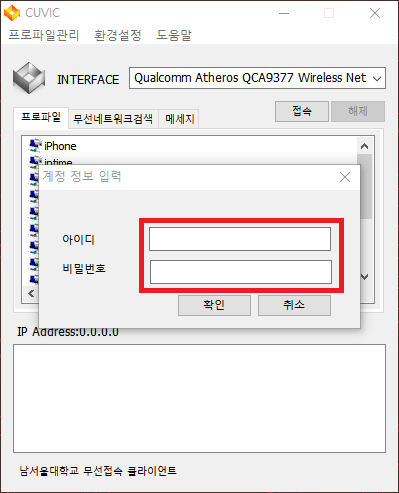 CUVIC
프로파일관리 환경설정 도움말
INTERFACE Qualcomm Atheros QCA9377 Wireless Net
접속 해제
프로파일 무선네트워크검색 메세지
iPhone
iptime
계정 정보 입력
아이디
비밀번호
확인 취소
IP Address:0.0.0.0
남서울대학교 무선접속 클라이언트